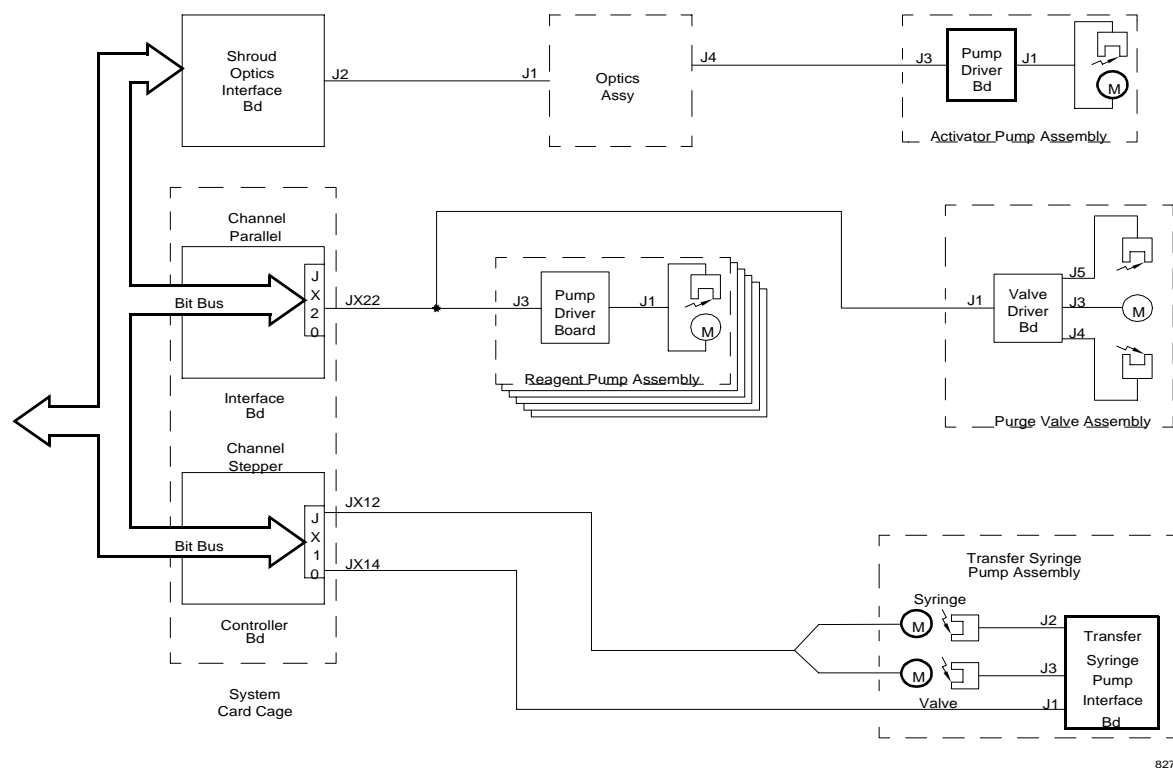 Shroud
Optics
Interface
Bd
J2
J1
Optics
Assy
J4
J3
Pump
Driver
Bd
J1
M
Activator Pump Assembly
Channel
Parallel
Bit Bus
J
X
2
0
JX22
Interface
Bd
J3
Pump
Driver
Board
J1
M
Reagent Pump Assembly
J1
Valve
Driver
Bd
J5
J3
J4
M
Purge Valve Assembly
Channel
Stepper
Bit Bus
J
X
1
0
JX12
JX14
Controller
Bd
System
Card Cage
Transfer Syringe
Pump Assembly
Syringe
M
J2
M
J3
Valve
J1
Transfer
Syringe
Pump
Interface
Bd
827